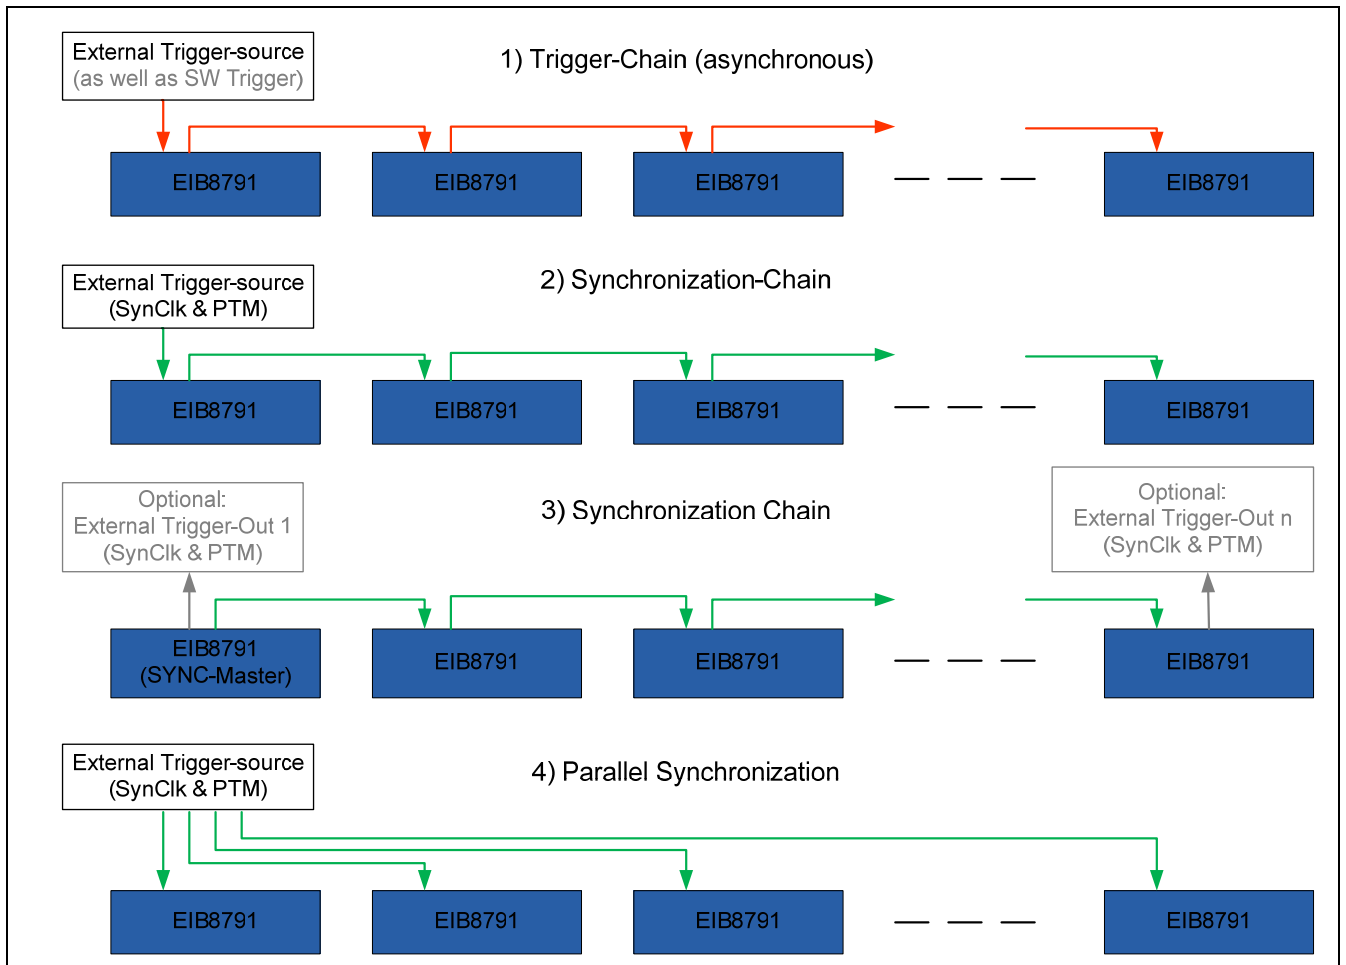 External Trigger-source
(as well as SW Trigger)
1) Trigger-Chain (asynchronous)
EIB8791
EIB8791
EIB8791
EIB8791
External Trigger-source
(SynClk & PTM)
2) Synchronization-Chain
EIB8791
EIB8791
EIB8791
EIB8791
Optional:
External Trigger-Out 1
(SynClk & PTM)
3) Synchronization Chain
Optional:
External Trigger-Out n
(SynClk & PTM)
EIB8791
(SYNC-Master)
EIB8791
EIB8791
EIB8791
External Trigger-source
(SynClk & PTM)
4) Parallel Synchronization
EIB8791
EIB8791
EIB8791
EIB8791